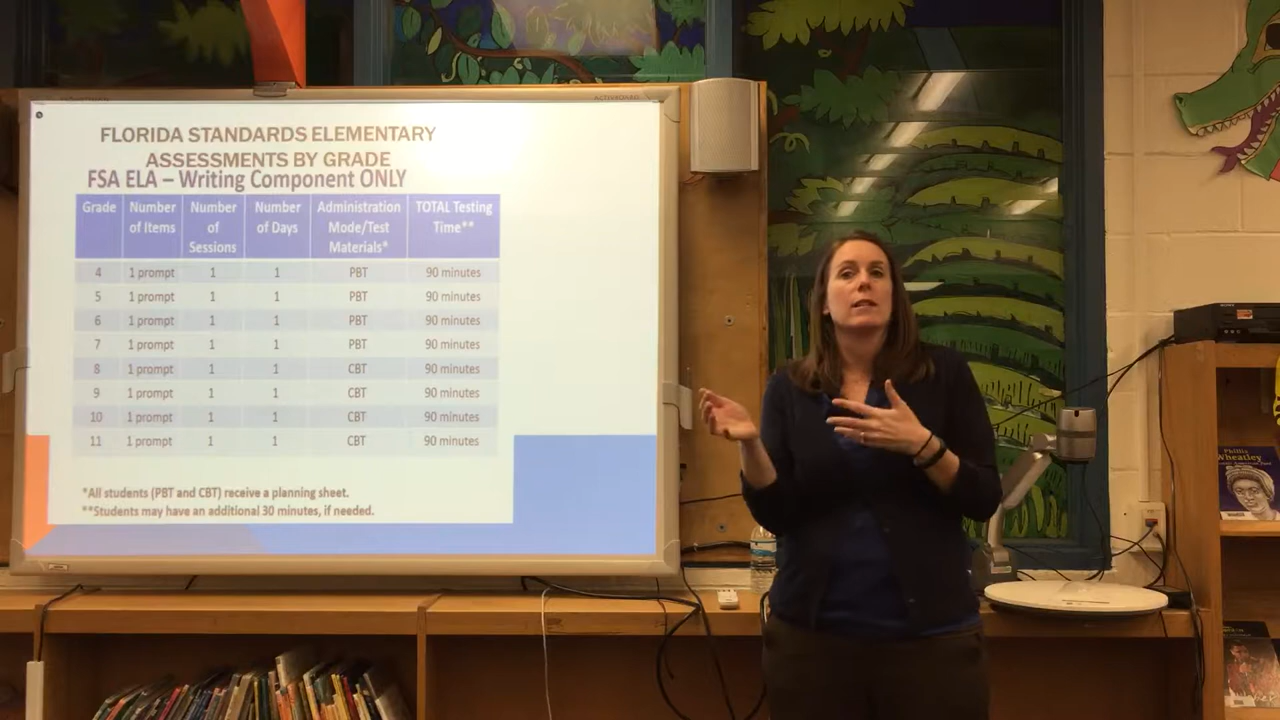 ACTIVBOARD
FLORIDA STANDARDS ELEMENTARY
ASSESSMENTS BY GRADE
FSA ELA – Writing Component ONLY
Grade Number of Items Number of Sessions Number of Days Administration Mode/Test Materials* TOTAL Testing Time**
4 1 prompt 1 1 PBT 90 minutes
5 1 prompt 1 1 PBT 90 minutes
6 1 prompt 1 1 PBT 90 minutes
7 1 prompt 1 1 PBT 90 minutes
8 1 prompt 1 1 CBT 90 minutes
9 1 prompt 1 1 CBT 90 minutes
10 1 prompt 1 1 CBT 90 minutes
11 1 prompt 1 1 CBT 90 minutes
*All students (PBT and CBT) receive a planning sheet.
**Students may have an additional 30 minutes, if needed.
SONY
Phillis
Wheatley